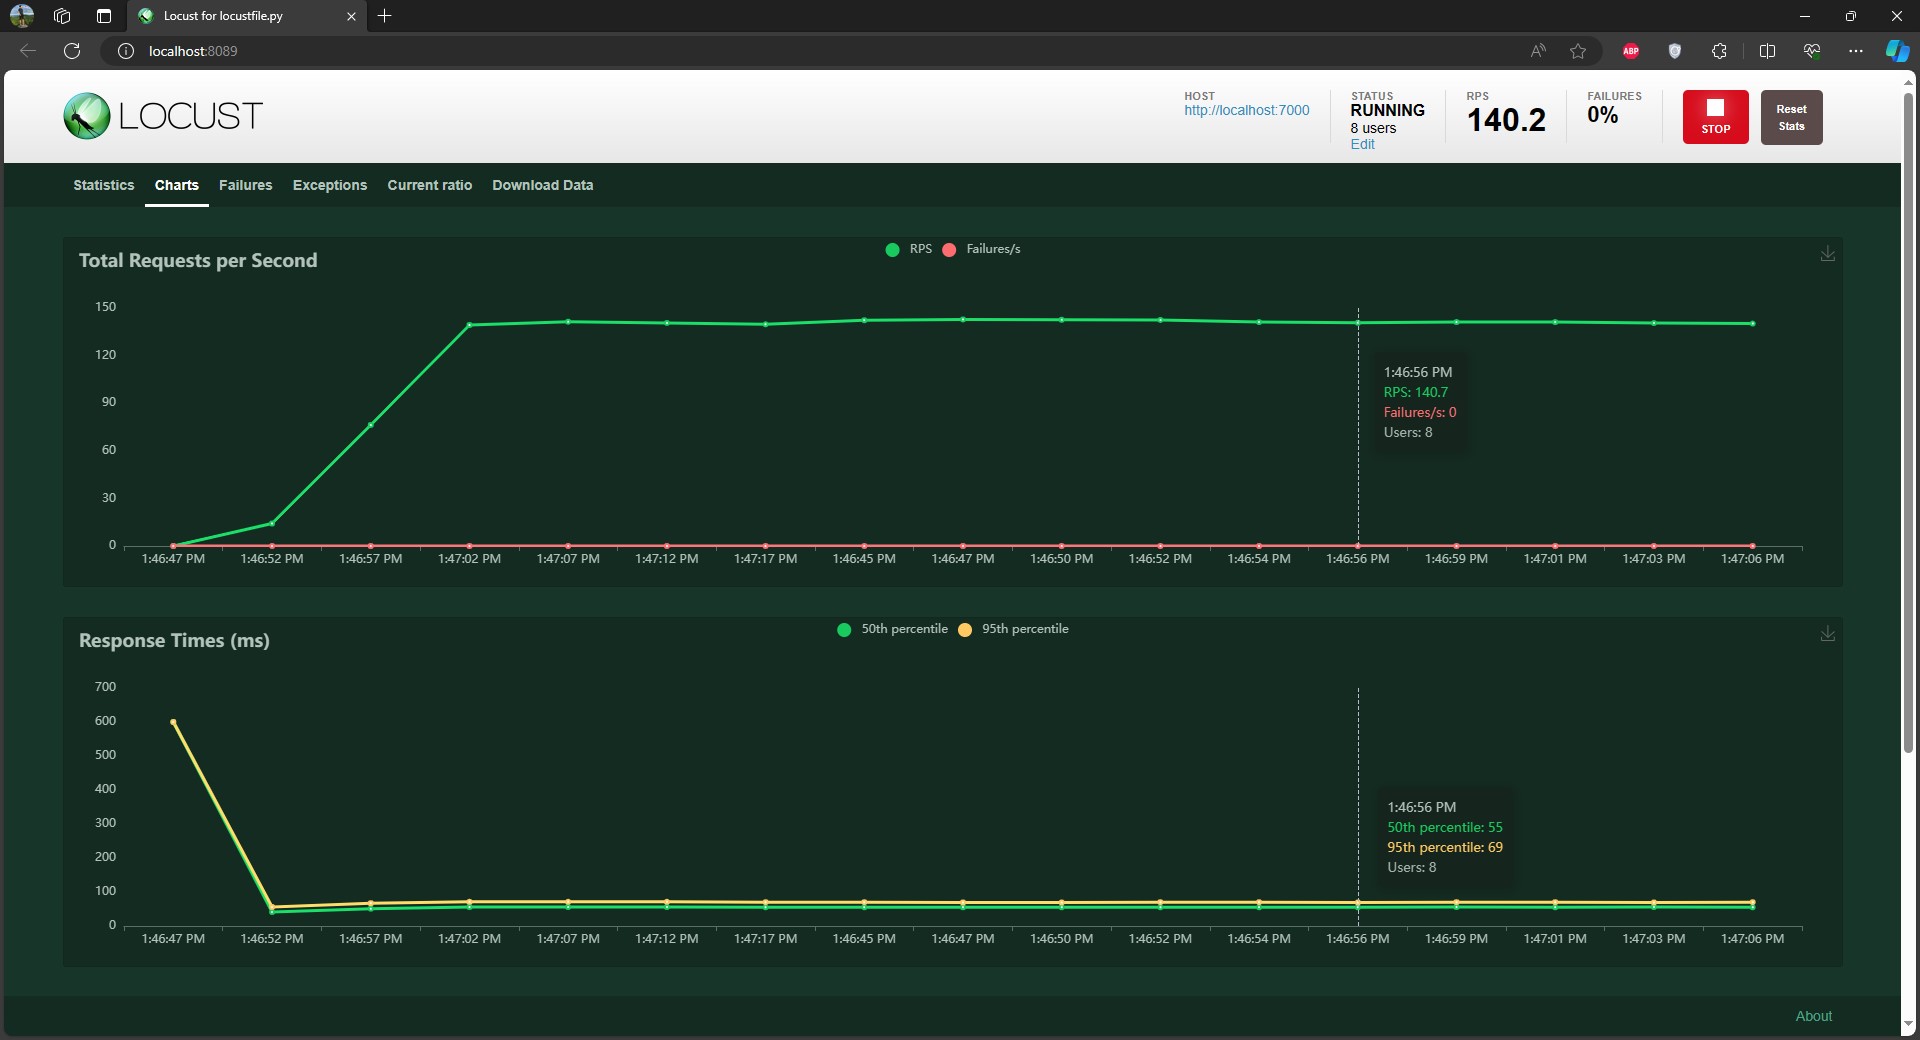 Locust for locustfile.py
localhost:8089
ABP
LOCUST
HOST
http://localhost:7000
STATUS
RUNNING
8 users
Edit
RPS
140.2
FAILURES
0%
STOP
Reset
Stats
Statistics Charts Failures Exceptions Current ratio Download Data
Total Requests per Second
RPS Failures/s
150
120
90
60
30
0
1:46:56 PM
RPS: 140.7
Failures/s: 0
Users: 8
1:46:47 PM 1:46:52 PM 1:46:57 PM 1:47:02 PM 1:47:07 PM 1:47:12 PM 1:47:17 PM 1:46:45 PM 1:46:47 PM 1:46:50 PM 1:46:52 PM 1:46:54 PM 1:46:56 PM 1:46:59 PM 1:47:01 PM 1:47:03 PM 1:47:06 PM
Response Times (ms)
50th percentile 95th percentile
700
600
500
400
300
200
100
0
1:46:56 PM
50th percentile: 55
95th percentile: 69
Users: 8
1:46:47 PM 1:46:52 PM 1:46:57 PM 1:47:02 PM 1:47:07 PM 1:47:12 PM 1:47:17 PM 1:46:45 PM 1:46:47 PM 1:46:50 PM 1:46:52 PM 1:46:54 PM 1:46:56 PM 1:46:59 PM 1:47:01 PM 1:47:03 PM 1:47:06 PM
About